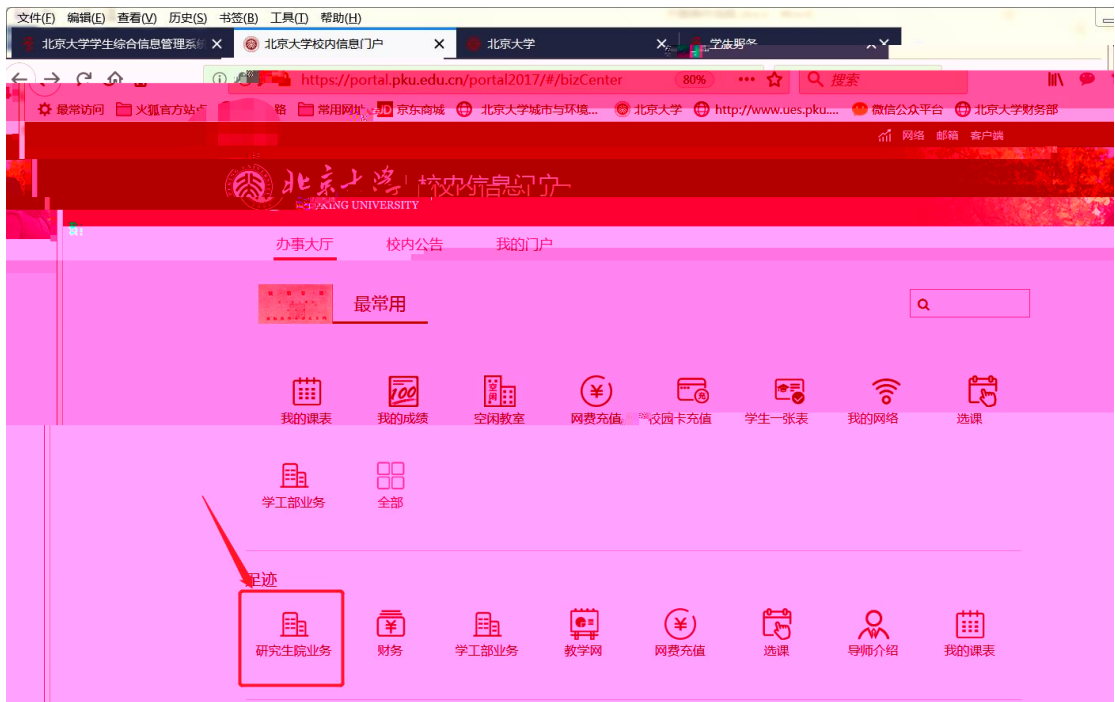 文件(F) 编辑(E) 查看(V) 历史(S) 书签(B) 工具(T) 帮助(H)
北京大学学生综合信息管理系统 北京大学校内信息门户 北京大学
https://portal.pku.edu.cn/portal2017/#/bizCenter 80% 搜索
最常访问 火狐官方站点 常用网址 JD 京东商城 北京大学城市与环境... 北京大学 http://www.ues.pku.... 微信公众平台 北京大学财务部
网络 邮箱 客户端
北京大学 校内信息门户
UNIVERSITY
办事大厅 校内公告 我的门户
最常用
我的课表 我的成绩 空闲教室 网费充值 校园卡充值 学生一张表 我的网络 选课
学工部业务 全部
足迹
研究生院业务 财务 学工部业务 教学网 网费充值 选课 导师介绍 我的课表